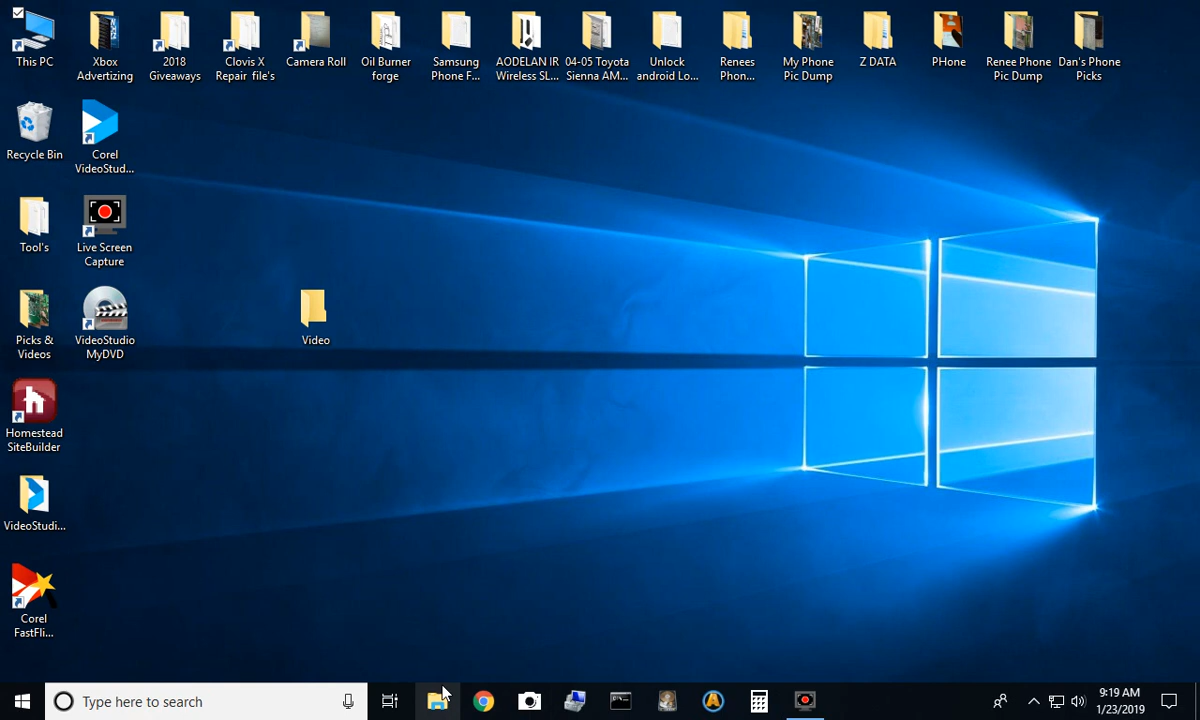 This PC
Xbox
Advertizing
2018
Giveaways
Clovis X
Repair file's
Camera Roll
Oil Burner
forge
Samsung
Phone F...
AODELAN IR
Wireless SL...
04-05 Toyota
Sienna AM...
Unlock
android Lo...
Renees
Phon...
My Phone
Pic Dump
Z DATA
PHone
Renee Phone
Pic Dump
Dan's Phone
Picks
Recycle Bin
Corel
VideoStud...
Tool's
Live Screen
Capture
Picks &
Videos
VideoStudio
MyDVD
Video
Homestead
SiteBuilder
VideoStudi...
Corel
FastFli...
Type here to search
9:19 AM
1/23/2019